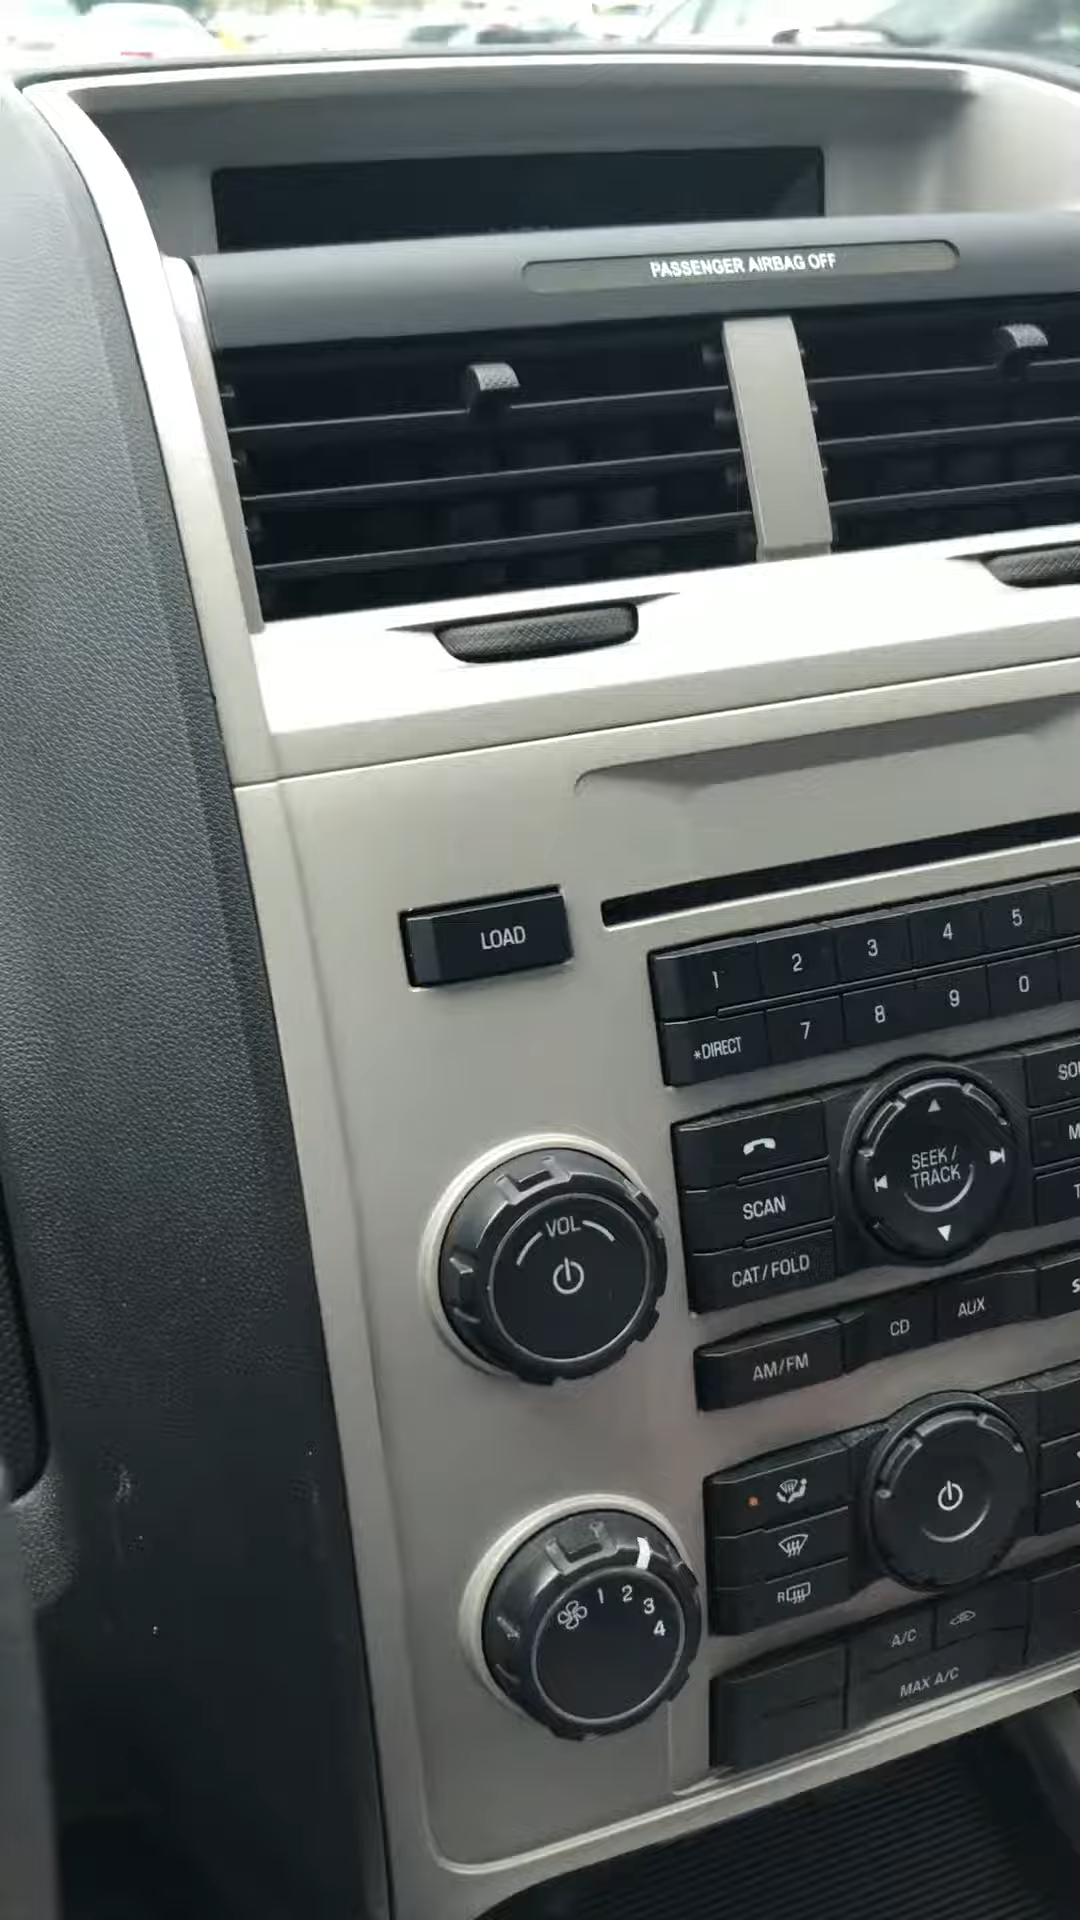 PASSENGER AIRBAG OFF
LOAD
1 2 3 4 5
*DIRECT 7 8 9 0
SEEK /
TRACK
SCAN
CAT / FOLD
VOL
AM/FM CD AUX
R
1 2 3 4
A/C
MAX A/C